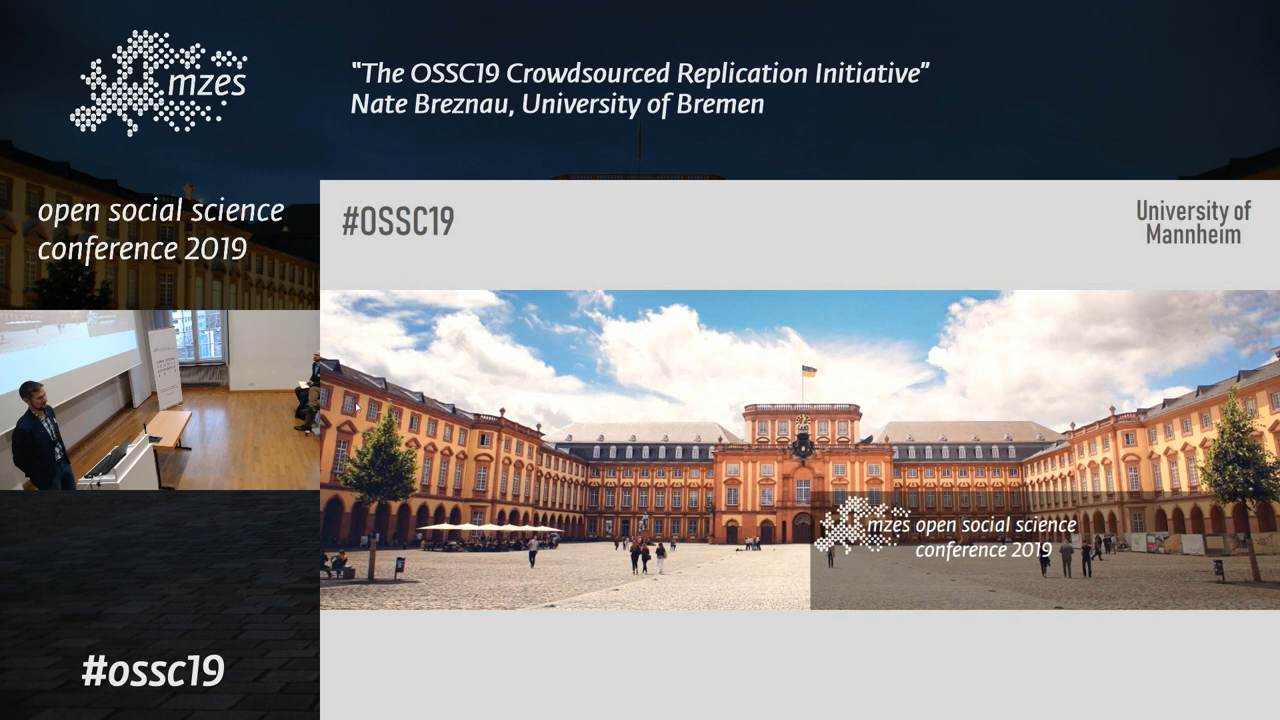 mzes
"The OSSC19 Crowdsourced Replication Initiative"
Nate Breznau, University of Bremen
open social science
conference 2019
#OSSC19
University of
Mannheim
mzes open social science
conference 2019
#ossc19